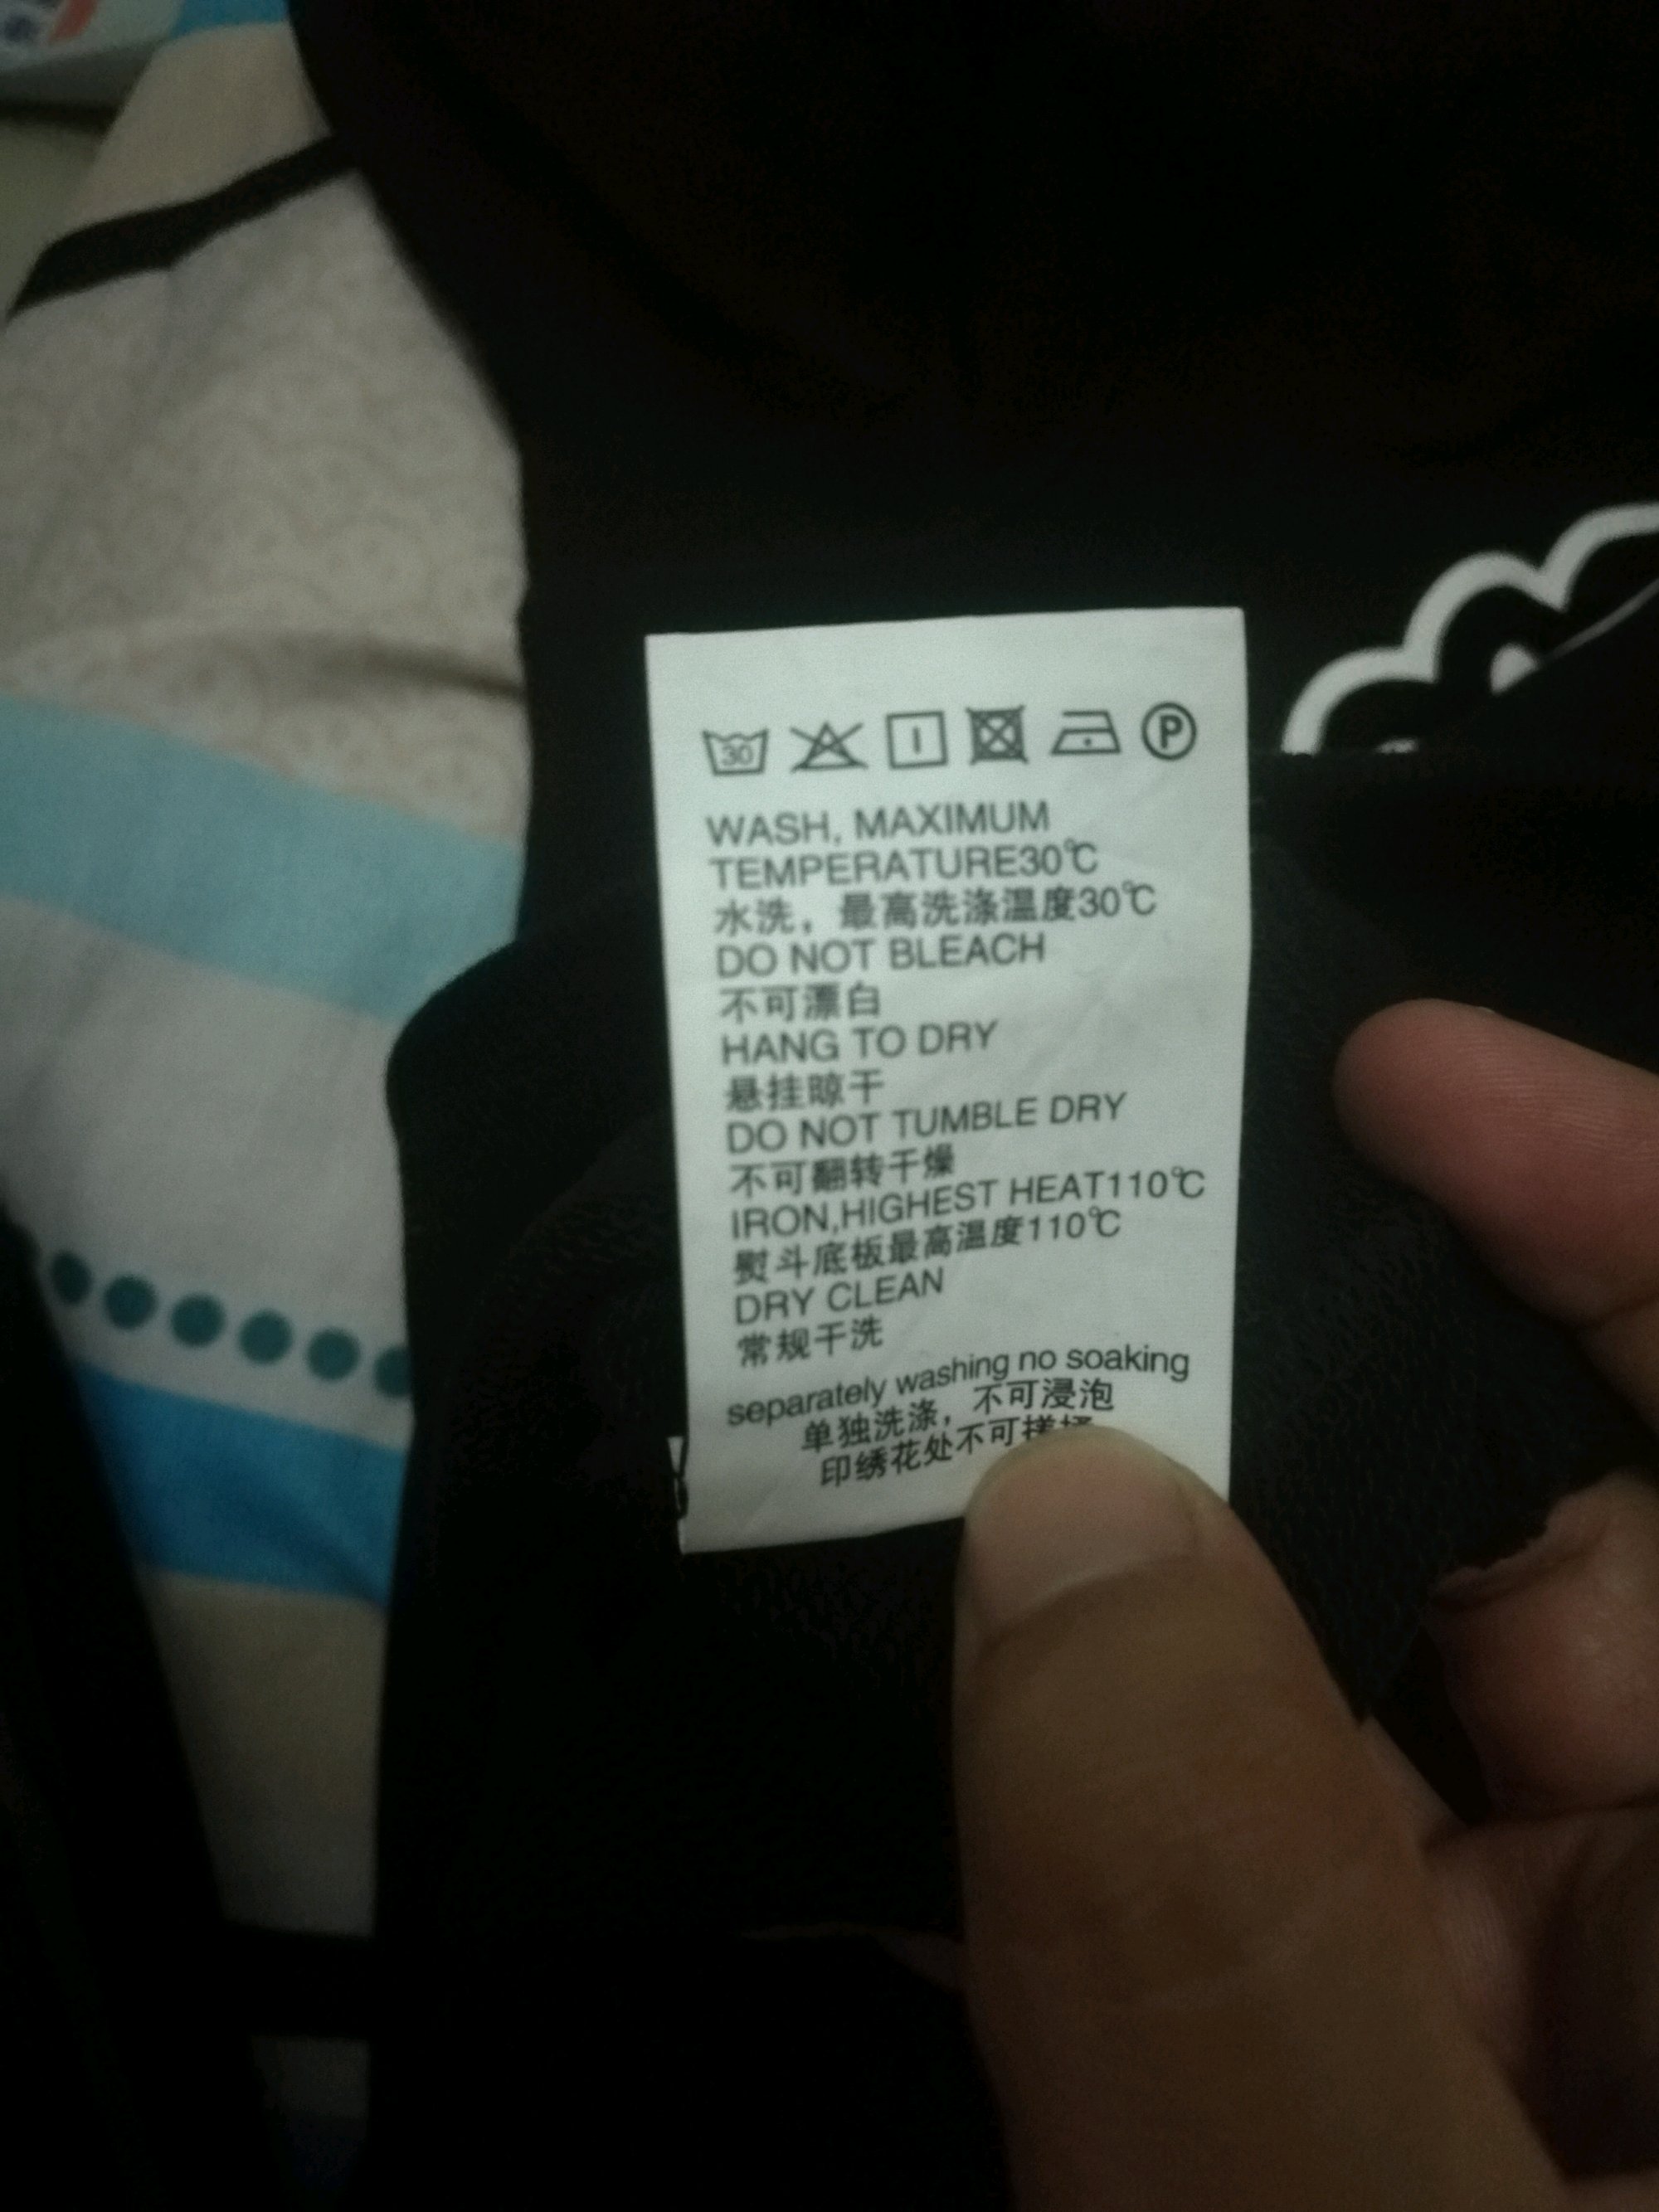 30
P
WASH, MAXIMUM
TEMPERATURE30℃
水洗，最高洗涤温度30℃
DO NOT BLEACH
不可漂白
HANG TO DRY
悬挂晾干
DO NOT TUMBLE DRY
不可翻转干燥
IRON,HIGHEST HEAT110℃
熨斗底板最高温度110℃
DRY CLEAN
常规干洗
separately washing no soaking
单独洗涤，不可浸泡
印绣花处不可